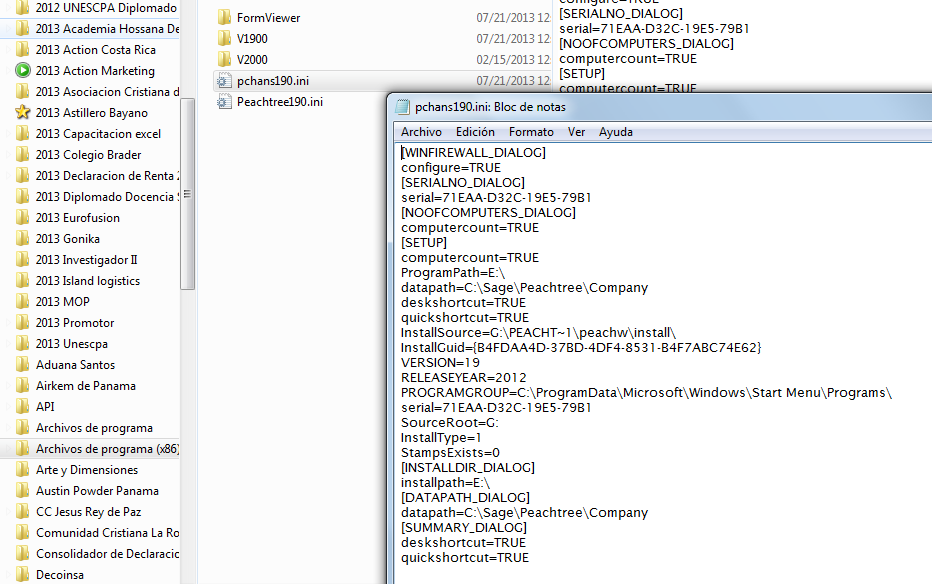 2012 UNESCPA Diplomado
2013 Academia Hossana De
2013 Action Costa Rica
2013 Action Marketing
2013 Asociacion Cristiana d
2013 Astillero Bayano
2013 Capacitacion excel
2013 Colegio Brader
2013 Declaracion de Renta 2
2013 Diplomado Docencia S
2013 Eurofusion
2013 Gonika
2013 Investigador II
2013 Island logistics
2013 MOP
2013 Promotor
2013 Unescpa
Aduana Santos
Airkem de Panama
API
Archivos de programa
Archivos de programa (x86)
Arte y Dimensiones
Austin Powder Panama
CC Jesus Rey de Paz
Comunidad Cristiana La Ro
Consolidador de Declaracio
Decoinsa
FormViewer 07/21/2013 12
V1900 07/21/2013 12
V2000 02/15/2013 12
pchans190.ini 07/21/2013 12
Peachtree190.ini
configure=TRUE
[SERIALNO_DIALOG]
serial=71EAA-D32C-19E5-79B1
[NOOFCOMPUTERS_DIALOG]
computercount=TRUE
[SETUP]
computercount=TRUE
pchans190.ini: Bloc de notas
Archivo Edición Formato Ver Ayuda
[WINFIREWALL_DIALOG]
configure=TRUE
[SERIALNO_DIALOG]
serial=71EAA-D32C-19E5-79B1
[NOOFCOMPUTERS_DIALOG]
computercount=TRUE
[SETUP]
computercount=TRUE
ProgramPath=E:\
datapath=C:\Sage\Peachtree\Company
deskshortcut=TRUE
quickshortcut=TRUE
InstallSource=G:\PEACHT~1\peachw\install\
InstallGuid={B4FDAA4D-37BD-4DF4-8531-B4F7ABC74E62}
VERSION=19
RELEASEYEAR=2012
PROGRAMGROUP=C:\ProgramData\Microsoft\Windows\Start Menu\Programs\
serial=71EAA-D32C-19E5-79B1
SourceRoot=G:
InstallType=1
StampsExists=0
[INSTALLDIR_DIALOG]
installpath=E:\
[DATAPATH_DIALOG]
datapath=C:\Sage\Peachtree\Company
[SUMMARY_DIALOG]
deskshortcut=TRUE
quickshortcut=TRUE